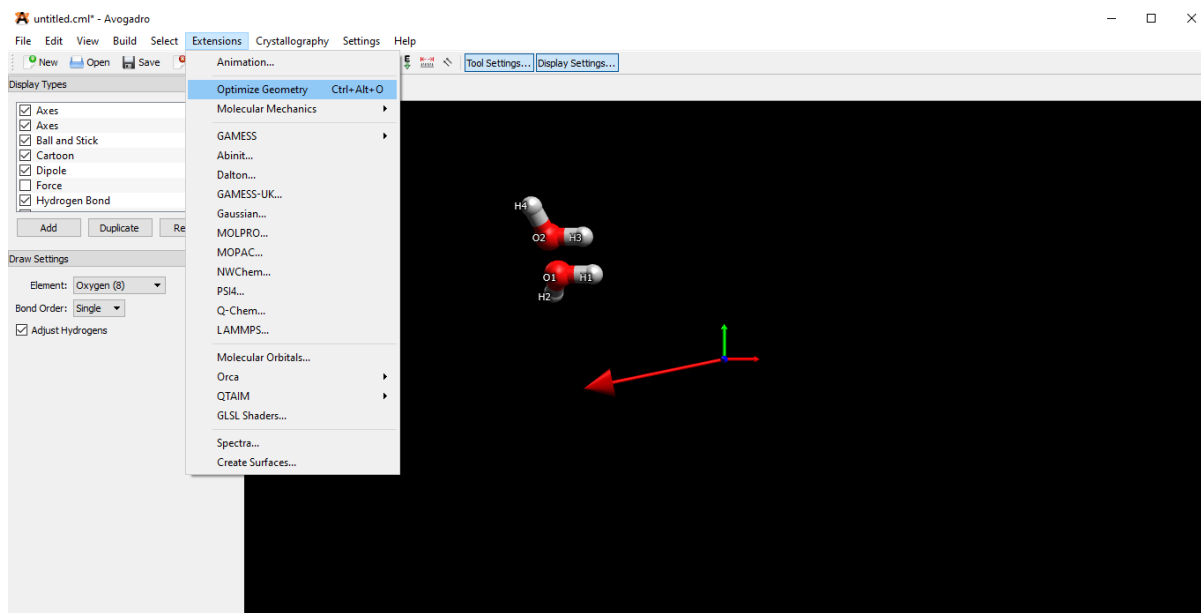 untitled.cml* - Avogadro
File Edit View Build Select Extensions Crystallography Settings Help
New Open Save Tool Settings... Display Settings...
Display Types
Axes
Axes
Ball and Stick
Cartoon
Dipole
Force
Hydrogen Bond
Add Duplicate Re
Draw Settings
Element: Oxygen (8)
Bond Order: Single
Adjust Hydrogens
Animation...
Optimize Geometry Ctrl+Alt+O
Molecular Mechanics
GAMESS
Abinit...
Dalton...
GAMESS-UK...
Gaussian...
MOLPRO...
MOPAC...
NWChem...
PSI4...
Q-Chem...
LAMMPS...
Molecular Orbitals...
Orca
QTAIM
GLSL Shaders...
Spectra...
Create Surfaces...
H4
O2 H3
O1 H1
H2